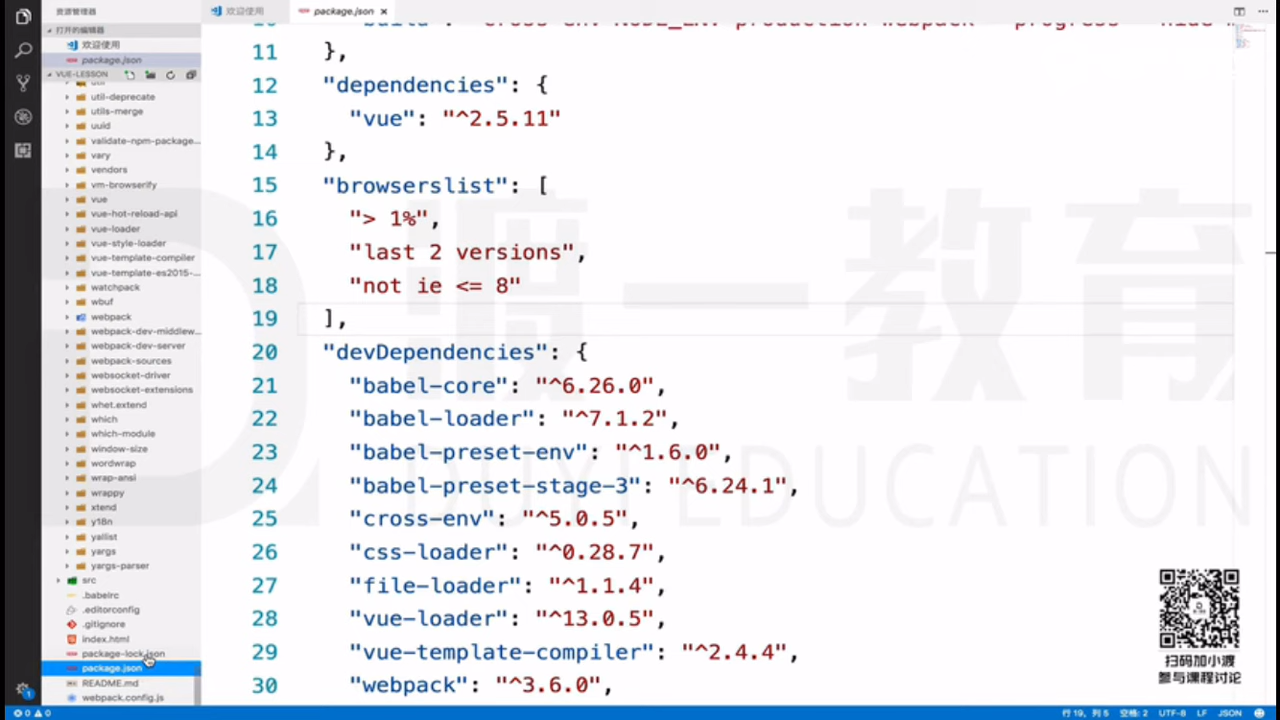 资源管理器
欢迎使用
package.json ×
打开的编辑器
欢迎使用
package.json
VUE-LESSON
util
util-deprecate
utils-merge
uuid
validate-npm-package...
vary
vendors
vm-browserify
vue
vue-hot-reload-api
vue-loader
vue-style-loader
vue-template-compiler
vue-template-es2015-...
watchpack
wbuf
webpack
webpack-dev-middlew...
webpack-dev-server
webpack-sources
websocket-driver
websocket-extensions
whet.extend
which
which-module
window-size
wordwrap
wrap-ansi
wrappy
xtend
y18n
yallist
yargs
yargs-parser
src
.babelrc
.editorconfig
.gitignore
index.html
package-lock.json
package.json
README.md
webpack.config.js
11 },
12 "dependencies": {
13 "vue": "^2.5.11"
14 },
15 "browserslist": [
16 "> 1%",
17 "last 2 versions",
18 "not ie <= 8"
19 ],
20 "devDependencies": {
21 "babel-core": "^6.26.0",
22 "babel-loader": "^7.1.2",
23 "babel-preset-env": "^1.6.0",
24 "babel-preset-stage-3": "^6.24.1",
25 "cross-env": "^5.0.5",
26 "css-loader": "^0.28.7",
27 "file-loader": "^1.1.4",
28 "vue-loader": "^13.0.5",
29 "vue-template-compiler": "^2.4.4",
30 "webpack": "^3.6.0",
渡一教育
DUYI EDUCATION
扫码加小渡
参与课程讨论
1
0 0
行 19，列 5 空格: 2 UTF-8 LF JSON